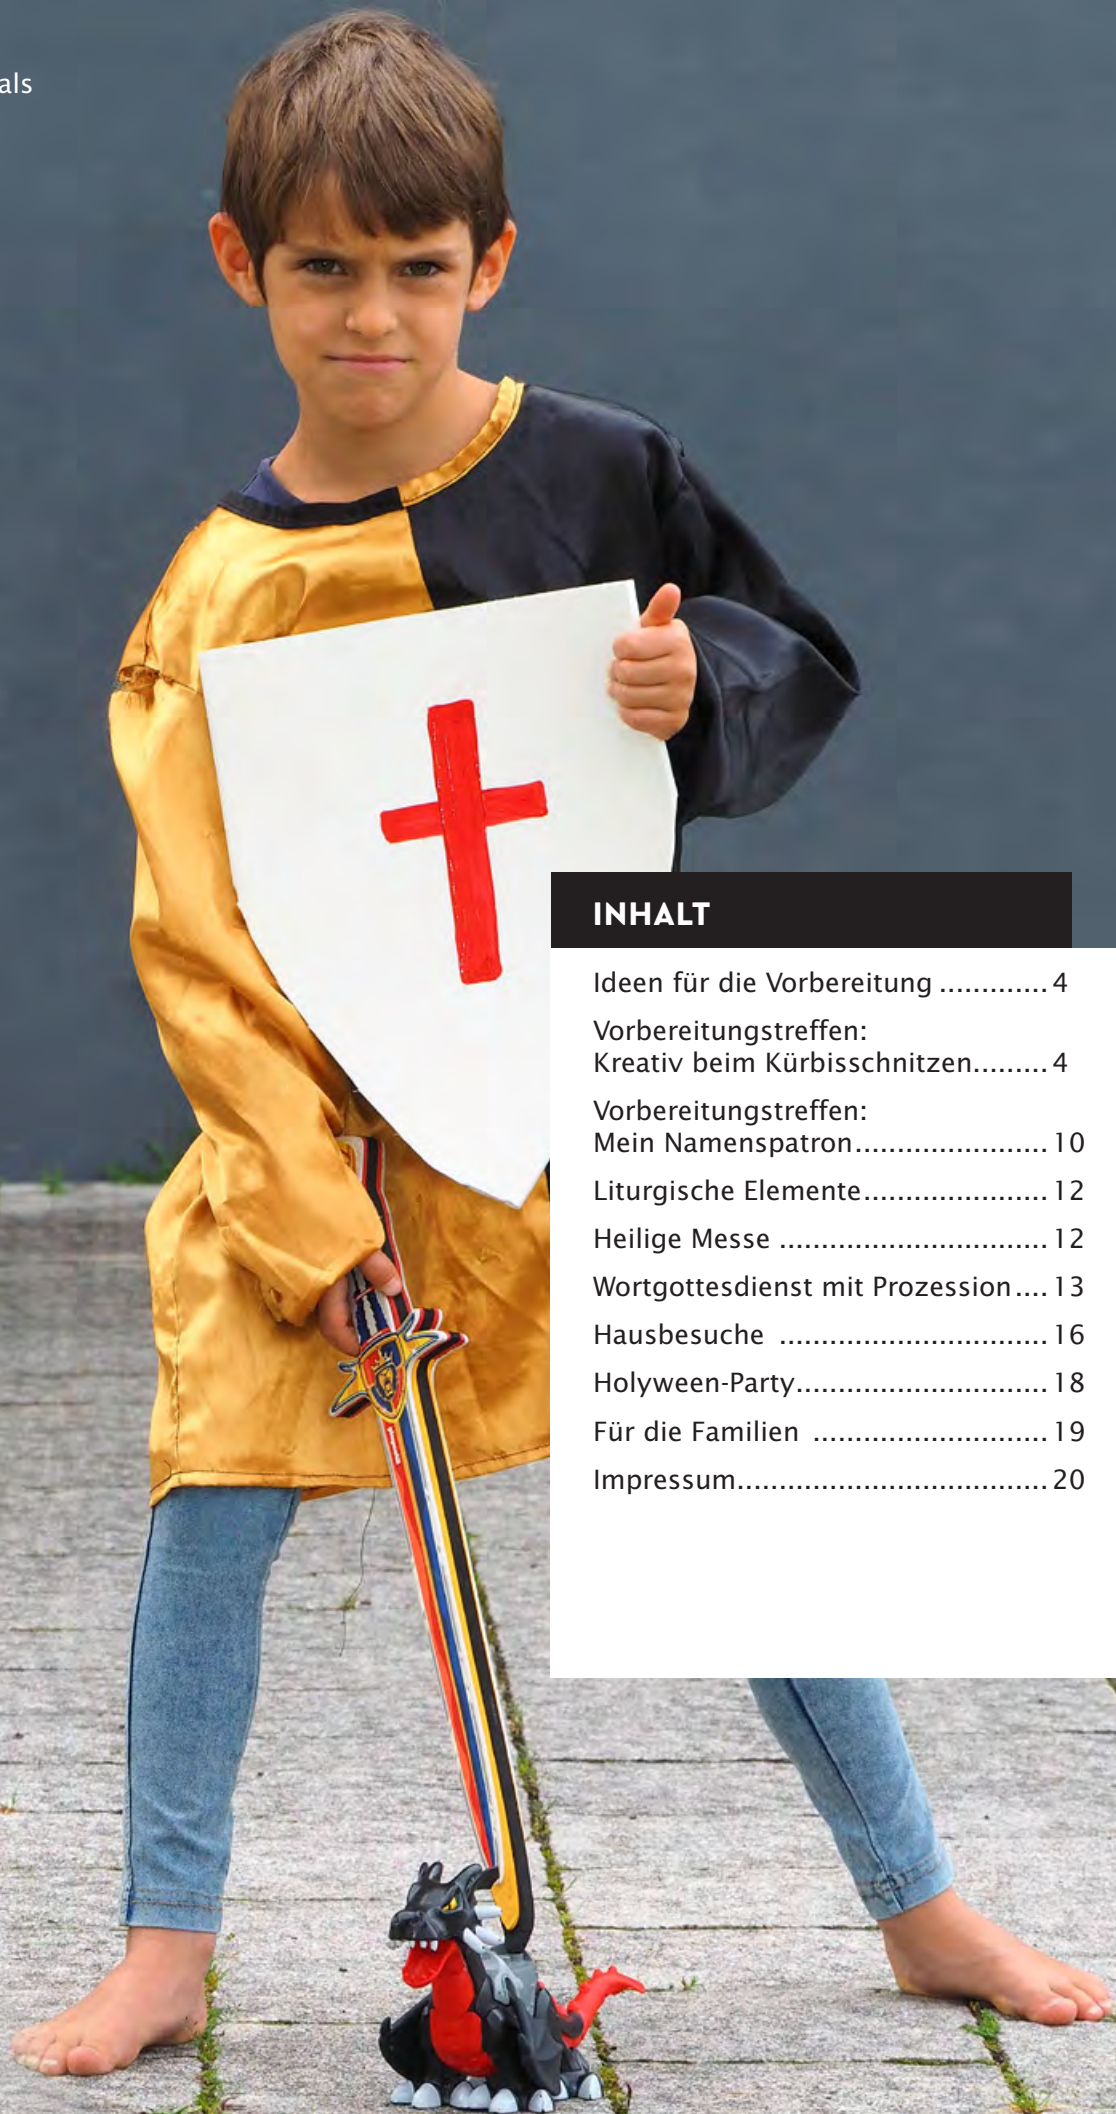 als
INHALT
Ideen für die Vorbereitung ............. 4
Vorbereitungstreffen:
Kreativ beim Kürbisschnitzen......... 4
Vorbereitungstreffen:
Mein Namenspatron...................... 10
Liturgische Elemente..................... 12
Heilige Messe ............................... 12
Wortgottesdienst mit Prozession.... 13
Hausbesuche ............................... 16
Holyween-Party............................. 18
Für die Familien ........................... 19
Impressum.................................... 20